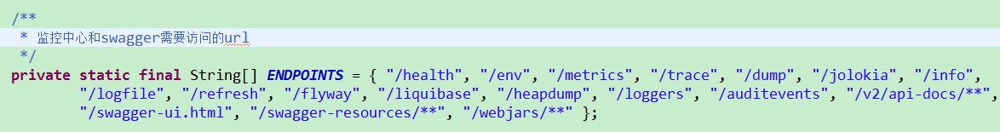 /**
 * 监控中心和swagger需要访问的url
 */
private static final String[] ENDPOINTS = { "/health", "/env", "/metrics", "/trace", "/dump", "/jolokia", "/info",
"/logfile", "/refresh", "/flyway", "/liquibase", "/heapdump", "/loggers", "/auditevents", "/v2/api-docs/**",
"/swagger-ui.html", "/swagger-resources/**", "/webjars/**" };